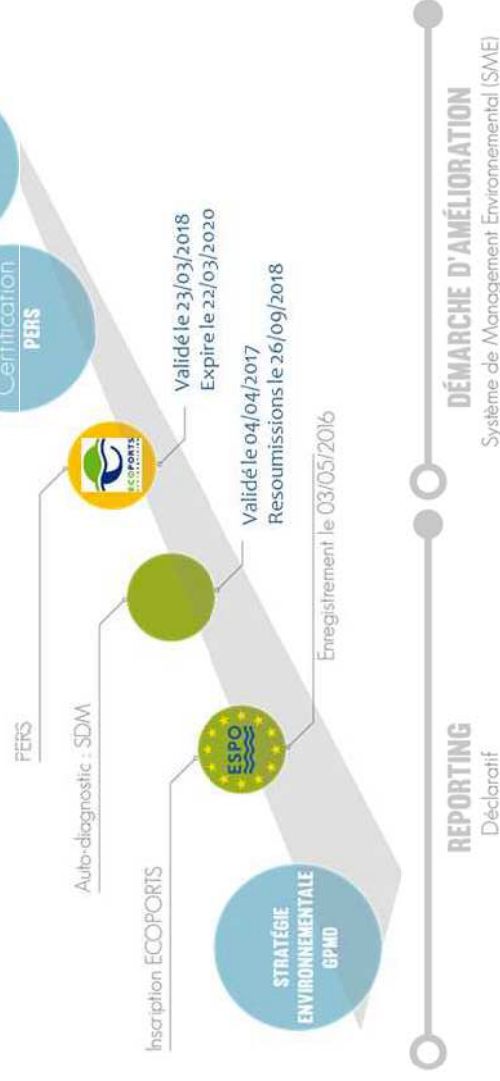 Certification
PERS
PERS
ECOPORTS
Validé le 23/03/2018
Expire le 22/03/2020
Auto-diagnostic : SDM
Validé le 04/04/2017
Resoumissions le 26/09/2018
Inscription ECOPORTS
ESPO
Enregistrement le 03/05/2016
STRATÉGIE
ENVIRONNEMENTALE
GPMD
REPORTING
Déclaratif
DÉMARCHE D'AMÉLIORATION
Système de Management Environnemental (SME)